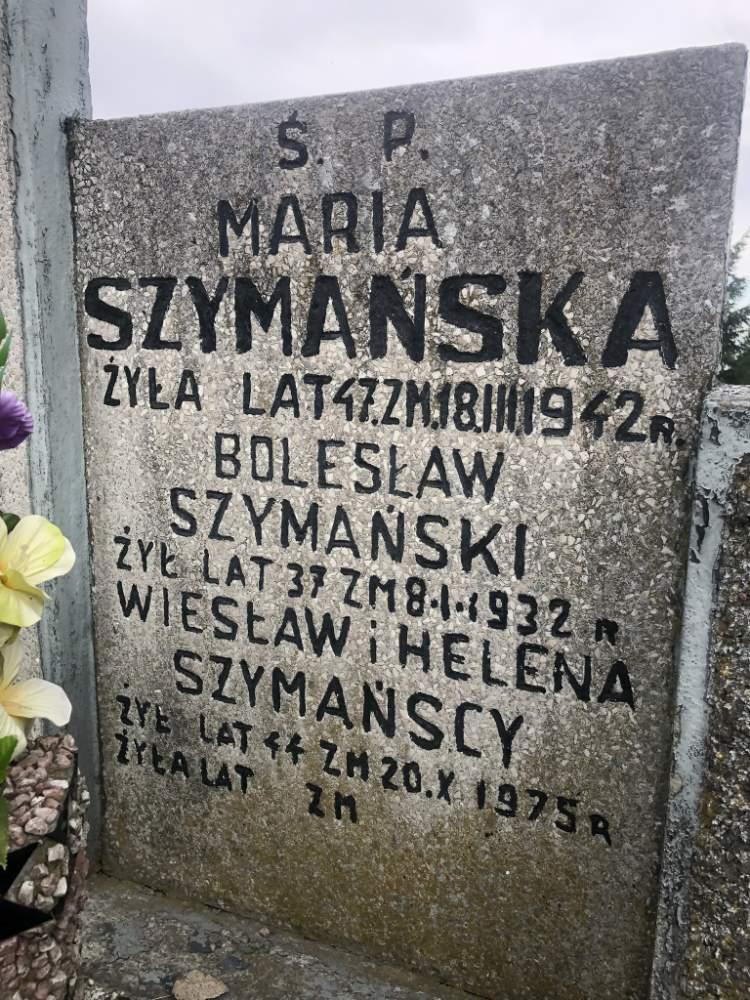 Ś. P.
MARIA
SZYMAŃSKA
ŻYŁA LAT 47. ZM. 18.III.1942 R.
BOLESŁAW
SZYMAŃSKI
ŻYŁ LAT 37 ZM 8.I.1932 R
WIESŁAW i HELENA
SZYMAŃSCY
ŻYŁ LAT 44 ZM 20.X 1975 R
ŻYŁA LAT ZM